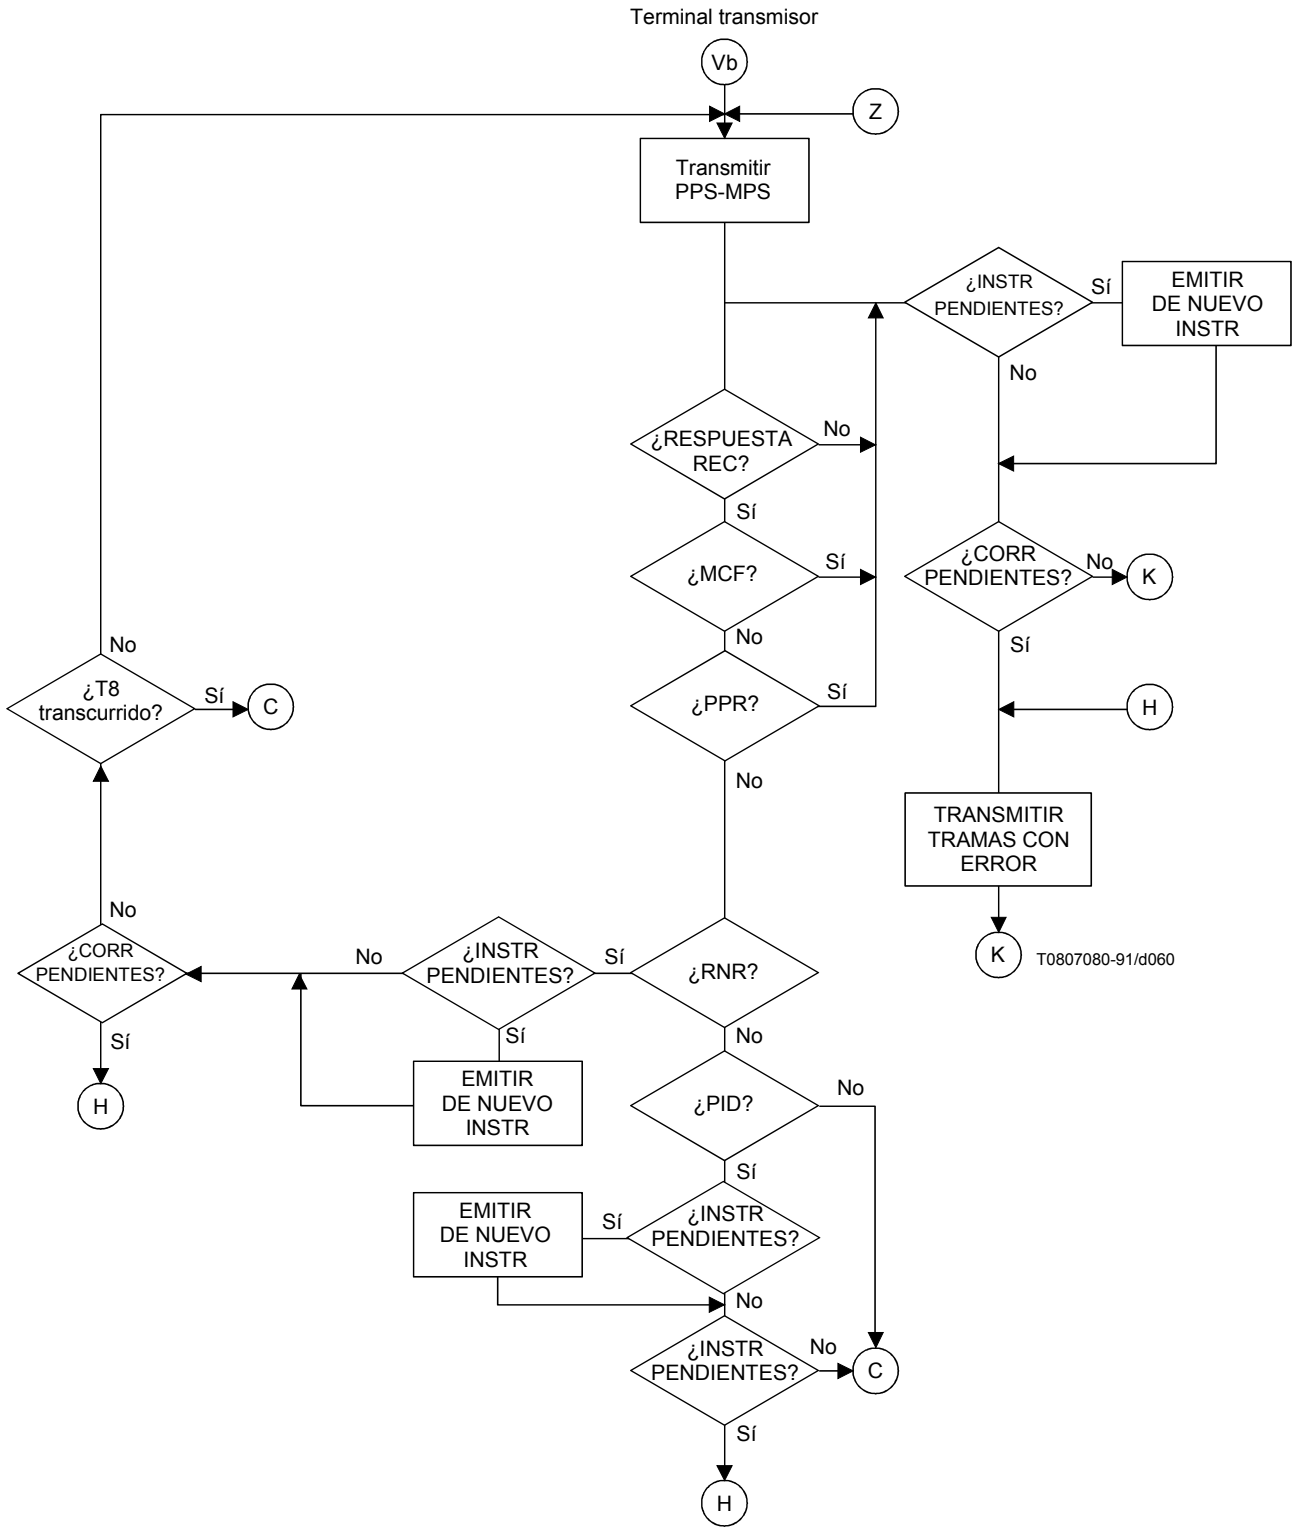 Terminal transmisor
Vb
Z
Transmitir
PPS-MPS
¿INSTR
PENDIENTES?
Sí
EMITIR
DE NUEVO
INSTR
No
¿RESPUESTA
REC?
No
Sí
¿MCF?
Sí
No
¿CORR
PENDIENTES?
No
K
Sí
¿PPR?
Sí
No
H
TRANSMITIR
TRAMAS CON
ERROR
K
T0807080-91/d060
No
¿T8
transcurrido?
Sí
C
No
¿CORR
PENDIENTES?
Sí
H
No
¿INSTR
PENDIENTES?
Sí
Sí
EMITIR
DE NUEVO
INSTR
¿RNR?
No
¿PID?
No
Sí
EMITIR
DE NUEVO
INSTR
Sí
¿INSTR
PENDIENTES?
No
¿INSTR
PENDIENTES?
No
C
Sí
H